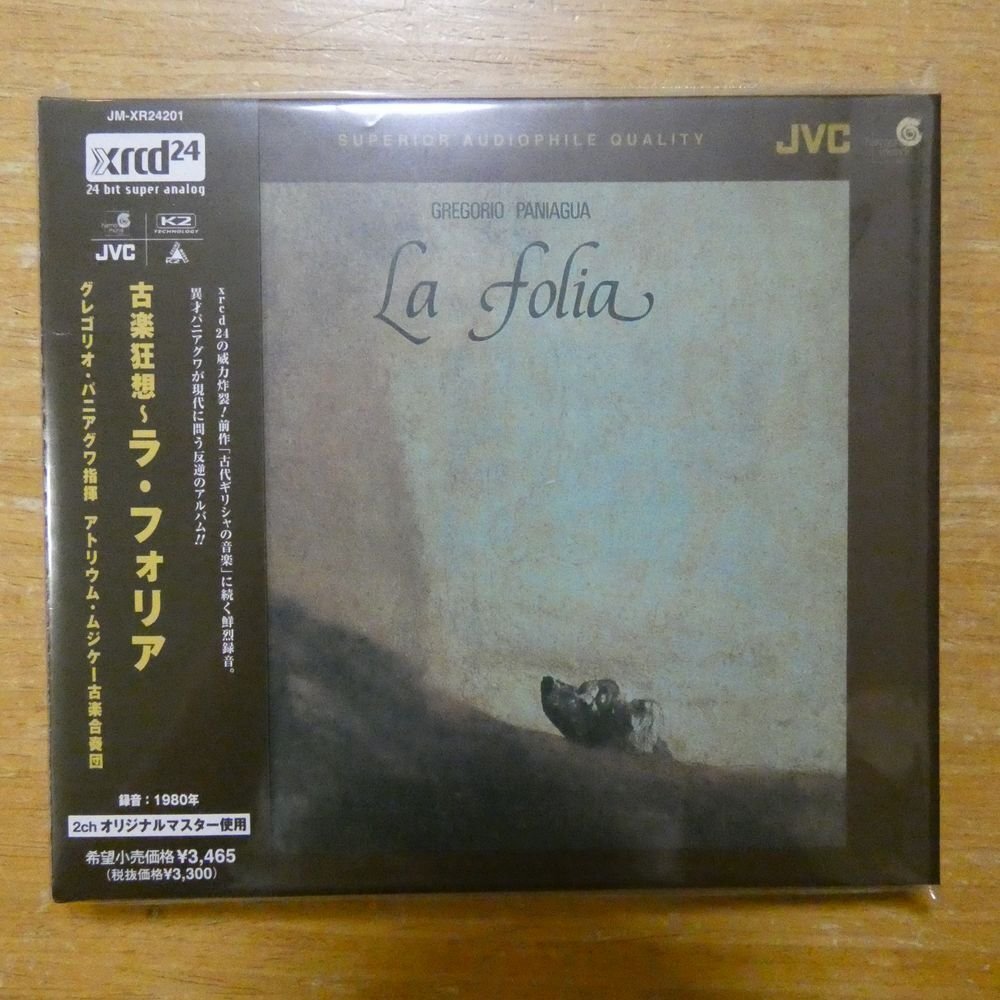 JM-XR24201
xrcd24
24 bit super analog
K2
TECHNOLOGY
JVC
K2
xrcd24の威力炸裂!前作「古代ギリシャの音楽」に続く鮮烈録音。
異才パニアグワが現代に問う反逆のアルバム!!
古楽狂想~ラ・フォリア
グレゴリオ・パニアグワ指揮 アトリウム・ムジケー古楽合奏団
録音:1980年
2ch オリジナルマスター使用
希望小売価格¥3,465
(税抜価格¥3,300)
SUPERIOR AUDIOPHILE QUALITY
JVC
GREGORIO PANIAGUA
La folia